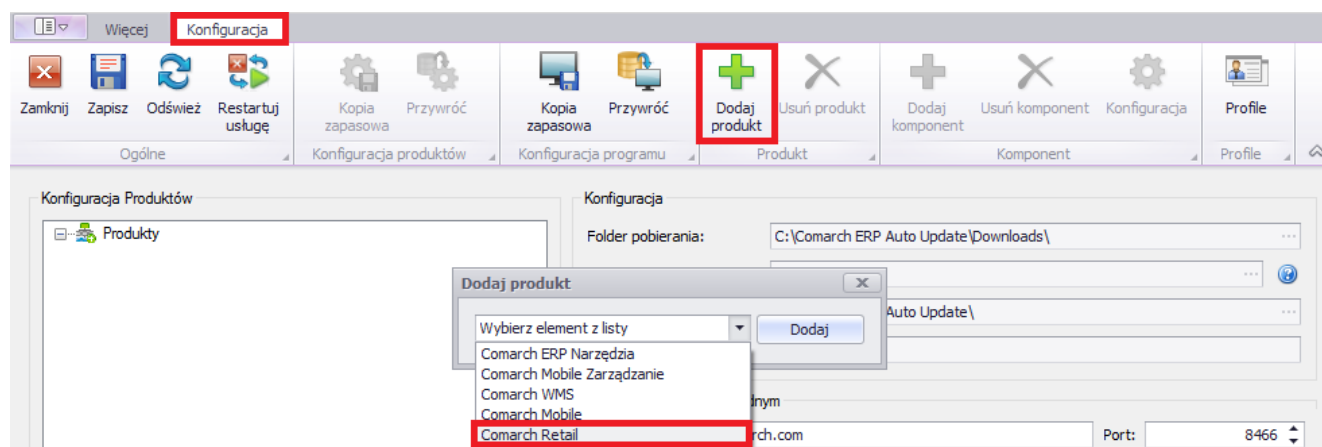 Więcej Konfiguracja
Zamknij Zapisz Odśwież Restartuj usługę Kopia zapasowa Przywróć Kopia zapasowa Przywróć Dodaj produkt Usuń produkt Dodaj komponent Usuń komponent Konfiguracja Profile
Ogólne Konfiguracja produktów Konfiguracja programu Produkt Komponent Profile
Konfiguracja Produktów Konfiguracja
Produkty Folder pobierania: C:\Comarch ERP Auto Update\Downloads\ ...
...
Dodaj produkt
Auto Update\ ...
Wybierz element z listy Dodaj
Comarch ERP Narzędzia
Comarch Mobile Zarządzanie
Comarch WMS
Comarch Mobile
Comarch Retail
Port: 8466